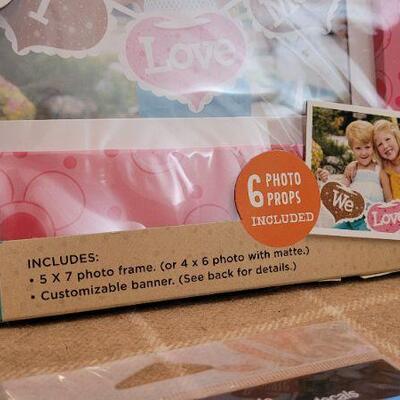 I
Love
6 PHOTO
PROPS
INCLUDED
We
Love
INCLUDES:
• 5 X 7 photo frame. (or 4 x 6 photo with matte.)
• Customizable banner. (See back for details.)
decals